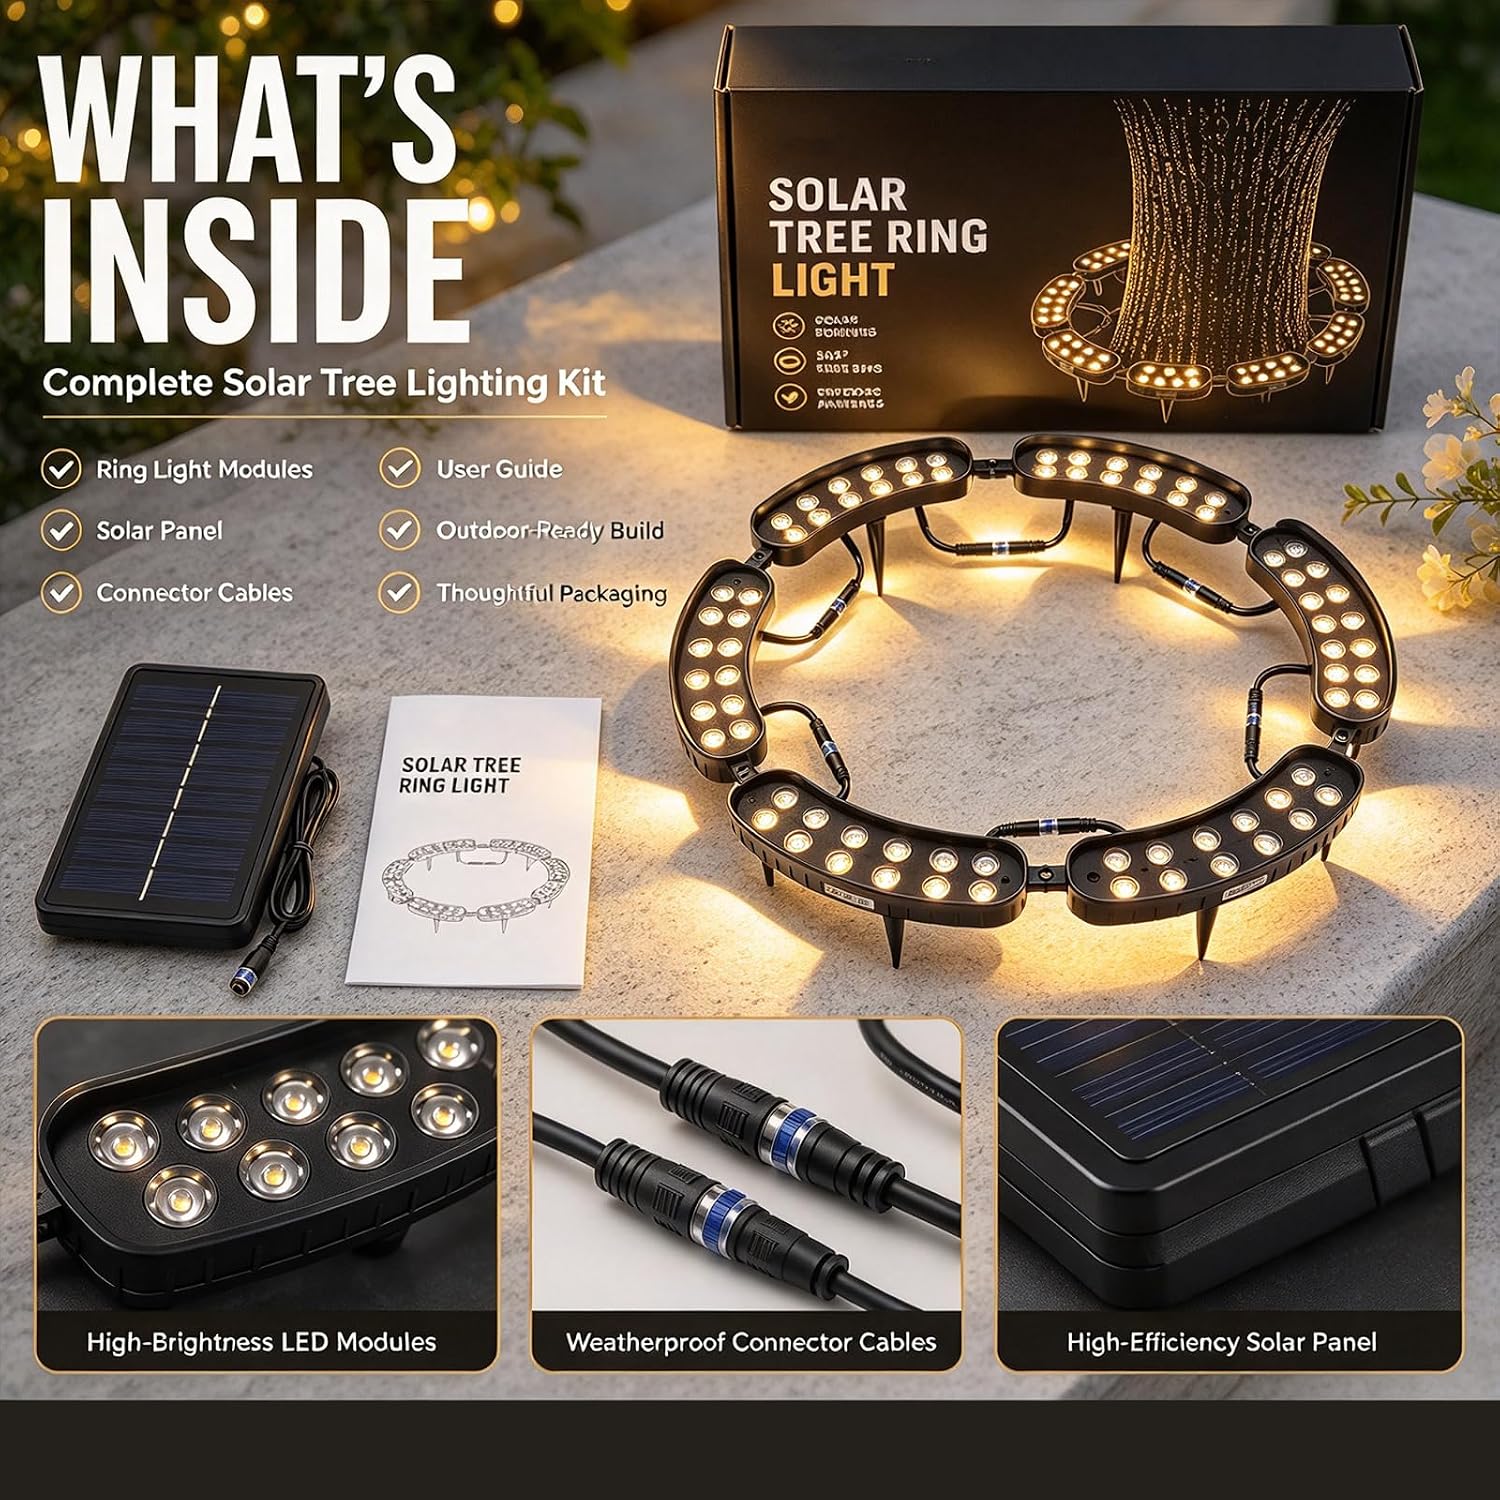 WHAT'S
INSIDE
Complete Solar Tree Lighting Kit
Ring Light Modules
Solar Panel
Connector Cables
User Guide
Outdoor-Ready Build
Thoughtful Packaging
SOLAR
TREE RING
LIGHT
SOLAR TREE
RING LIGHT
High-Brightness LED Modules
Weatherproof Connector Cables
High-Efficiency Solar Panel